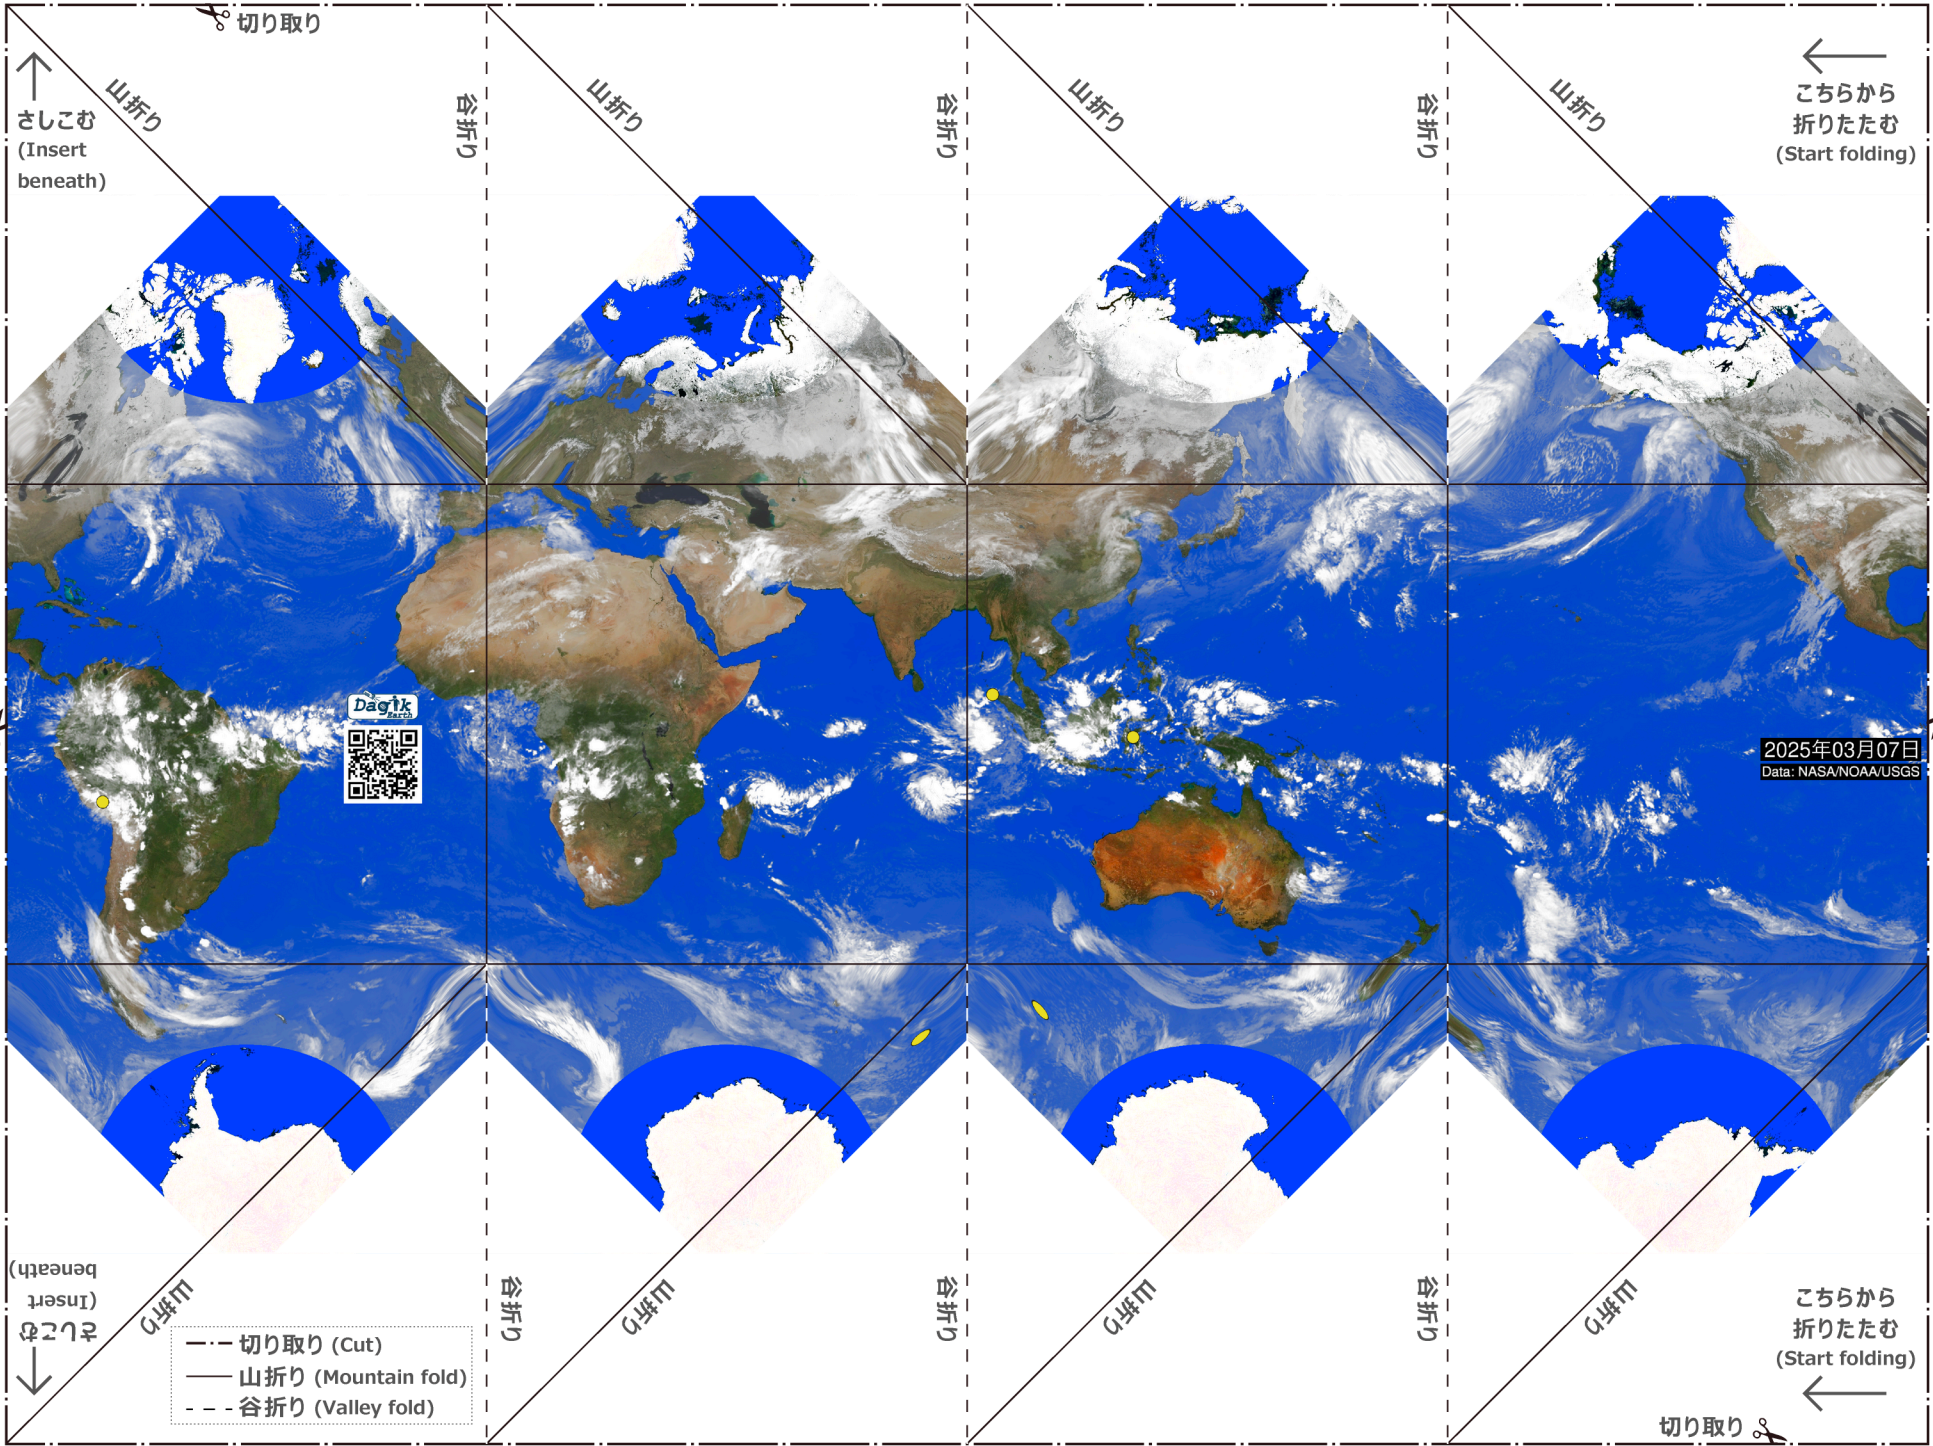 切り取り
山折り
谷折り
山折り
谷折り
山折り
谷折り
山折り
さしこむ
(Insert
beneath)
こちらから
折りたたむ
(Start folding)
Dagik
Earth
2025年03月07日
Data: NASA/NOAA/USGS
さしこむ
(Insert
beneath)
山折り
谷折り
山折り
谷折り
山折り
谷折り
山折り
こちらから
折りたたむ
(Start folding)
切り取り (Cut)
山折り (Mountain fold)
谷折り (Valley fold)
切り取り